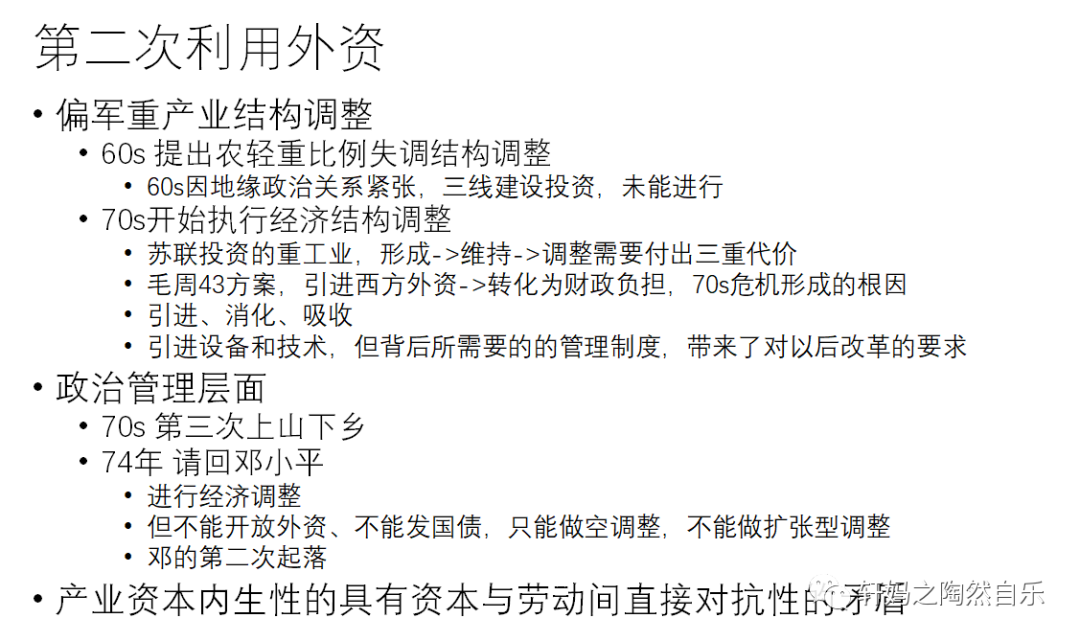 第二次利用外资
• 偏军重产业结构调整
• 60s 提出农轻重比例失调结构调整
• 60s因地缘政治关系紧张，三线建设投资，未能进行
• 70s开始执行经济结构调整
• 苏联投资的重工业，形成->维持->调整需要付出三重代价
• 毛周43方案，引进西方外资->转化为财政负担，70s危机形成的根因
• 引进、消化、吸收
• 引进设备和技术，但背后所需要的的管理制度，带来了对以后改革的要求
• 政治管理层面
• 70s 第三次上山下乡
• 74年 请回邓小平
• 进行经济调整
• 但不能开放外资、不能发国债，只能做空调整，不能做扩张型调整
• 邓的第二次起落
• 产业资本内生性的具有资本与劳动间直接对抗性的矛盾
轩妈之陶然自乐